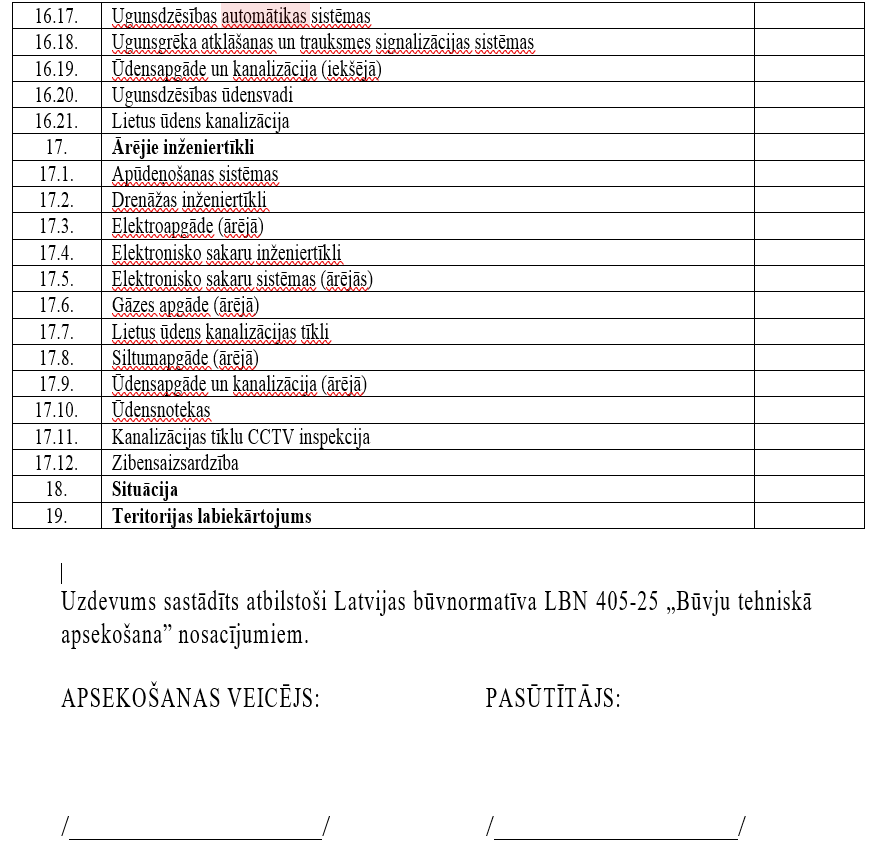 16.17. Ugunsdzēsības automātikas sistēmas
16.18. Ugunsgrēka atklāšanas un trauksmes signalizācijas sistēmas
16.19. Ūdensapgāde un kanalizācija (iekšējā)
16.20. Ugunsdzēsības ūdensvadi
16.21. Lietus ūdens kanalizācija
17. Ārējie inženiertīkli
17.1. Apūdeņošanas sistēmas
17.2. Drenāžas inženiertīkli
17.3. Elektroapgāde (ārējā)
17.4. Elektronisko sakaru inženiertīkli
17.5. Elektronisko sakaru sistēmas (ārējās)
17.6. Gāzes apgāde (ārējā)
17.7. Lietus ūdens kanalizācijas tīkli
17.8. Siltumapgāde (ārējā)
17.9. Ūdensapgāde un kanalizācija (ārējā)
17.10. Ūdensnotekas
17.11. Kanalizācijas tīklu CCTV inspekcija
17.12. Zibensaizsardzība
18. Situācija
19. Teritorijas labiekārtojums
Uzdevums sastādīts atbilstoši Latvijas būvnormatīva LBN 405-25 „Būvju tehniskā
apsekošana” nosacījumiem.
APSEKOŠANAS VEICĒJS: PASŪTĪTĀJS:
/____________________/ /____________________/